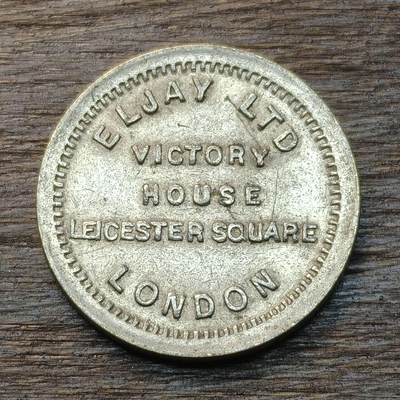 ELJAY LTD
VICTORY
HOUSE
LEICESTER SQUARE
LONDON